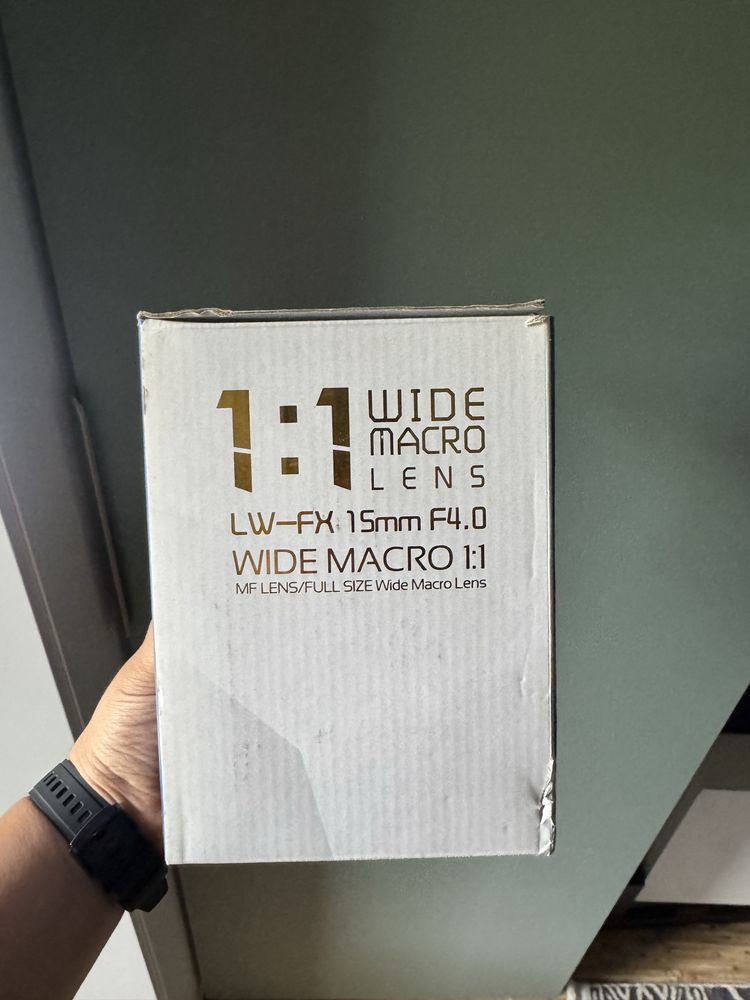 1:1 WIDE
MACRO
LENS
LW-FX 15mm F4.0
WIDE MACRO 1:1
MF LENS/FULL SIZE Wide Macro Lens